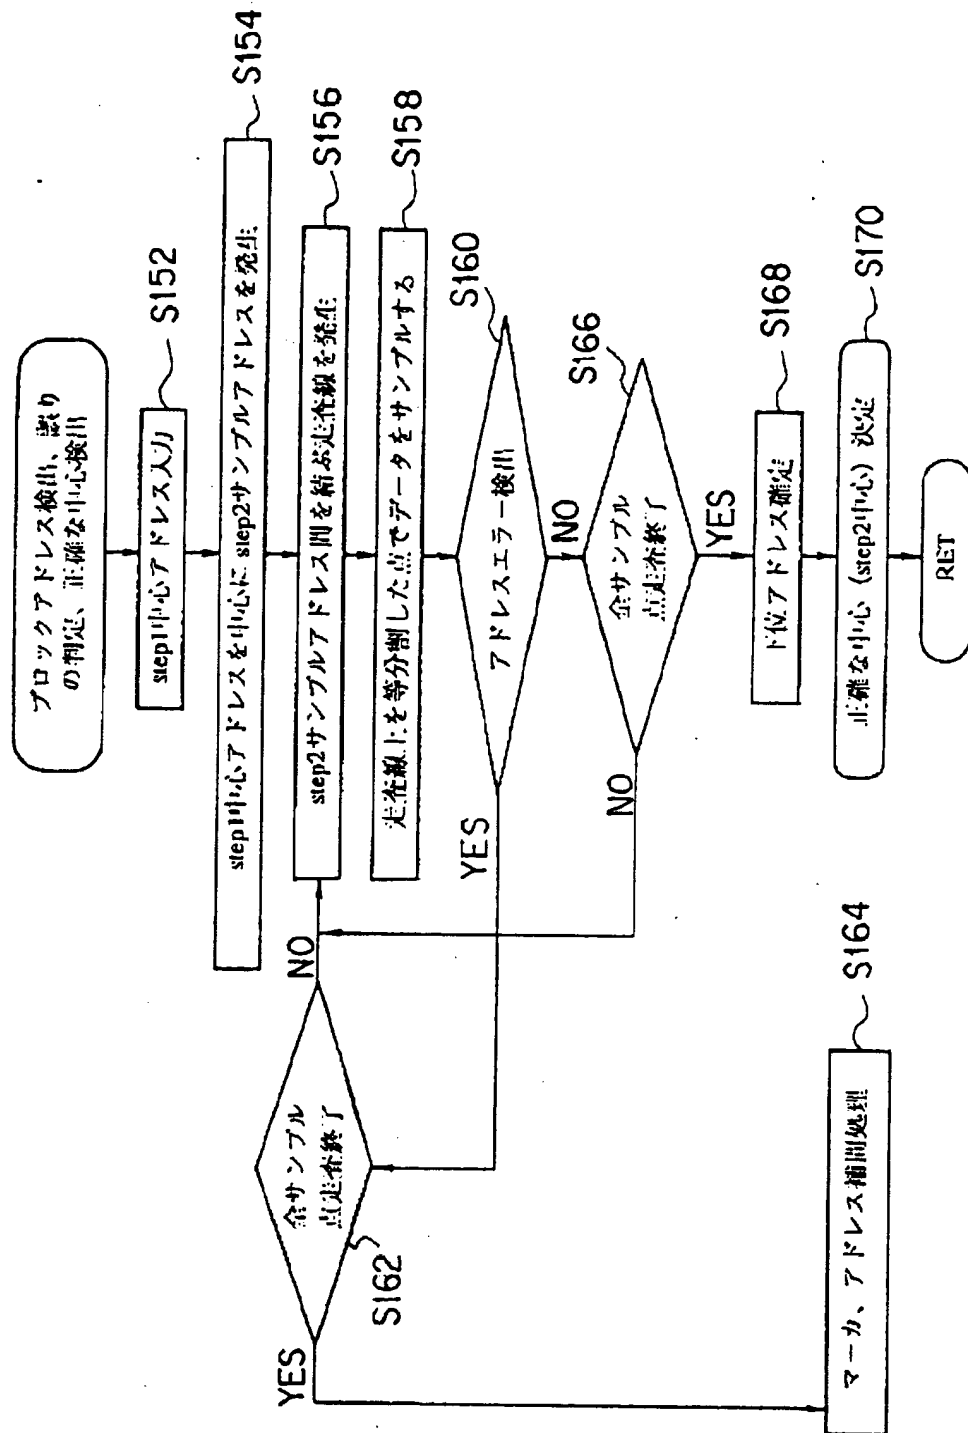 ブロックアドレス検出、誤り
の判定、正確な中心検出
step1中心アドレス入力
S152
step1中心アドレスを中心にstep2サンプルアドレスを発生
S154
step2サンプルアドレス間を結ぶ走査線を発生
S156
走査線上を等分割した点でデータをサンプルする
S158
アドレスエラー検出
S160
YES
NO
全サンプル
点走査終了
S162
YES
NO
マーカ、アドレス補間処理
S164
全サンプル
点走査終了
S166
NO
YES
下位アドレス確定
S168
正確な中心（step2中心）決定
S170
RET